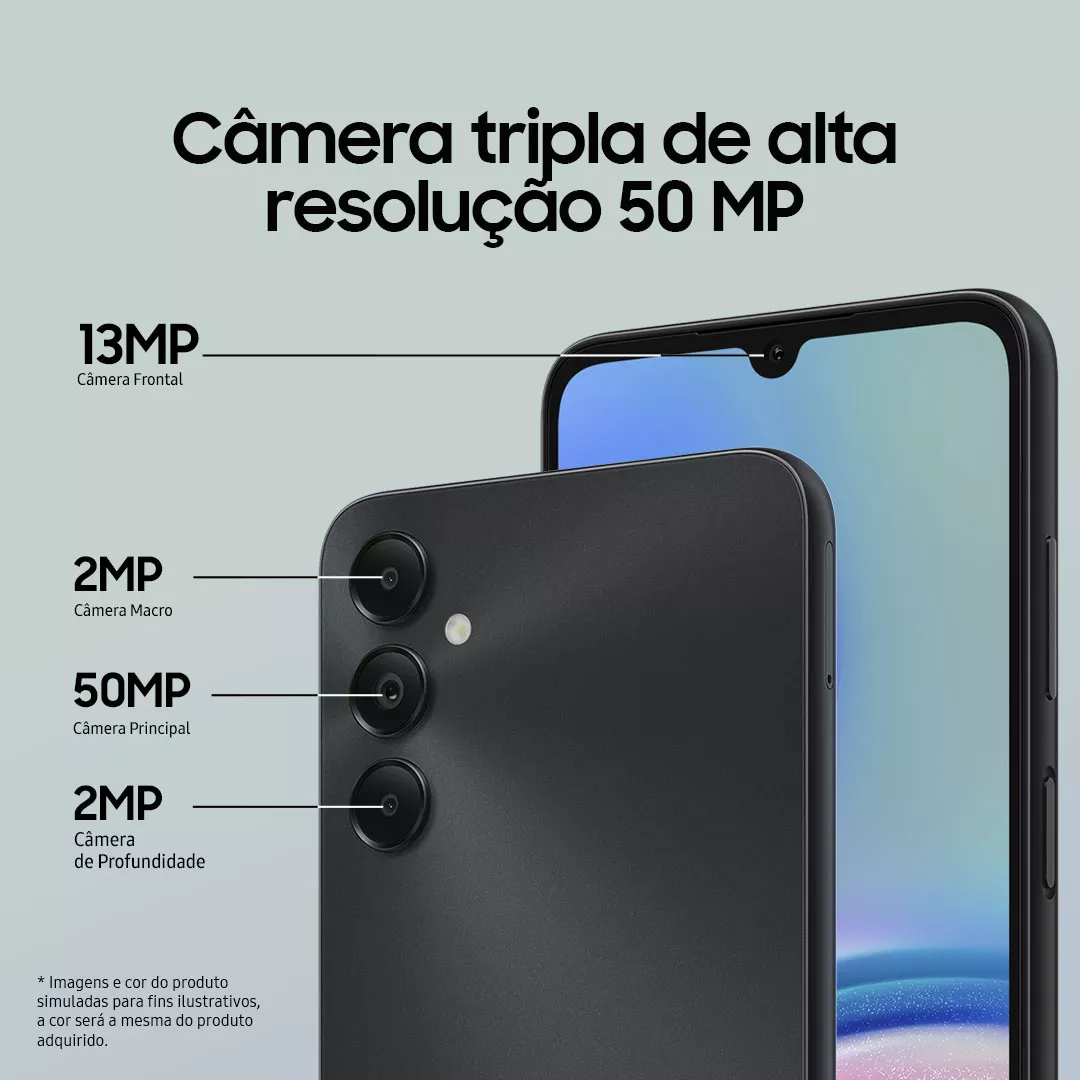 Câmera tripla de alta
resolução 50 MP
13MP
Câmera Frontal
2MP
Câmera Macro
50MP
Câmera Principal
2MP
Câmera
de Profundidade
* Imagens e cor do produto
simuladas para fins ilustrativos,
a cor será a mesma do produto
adquirido.